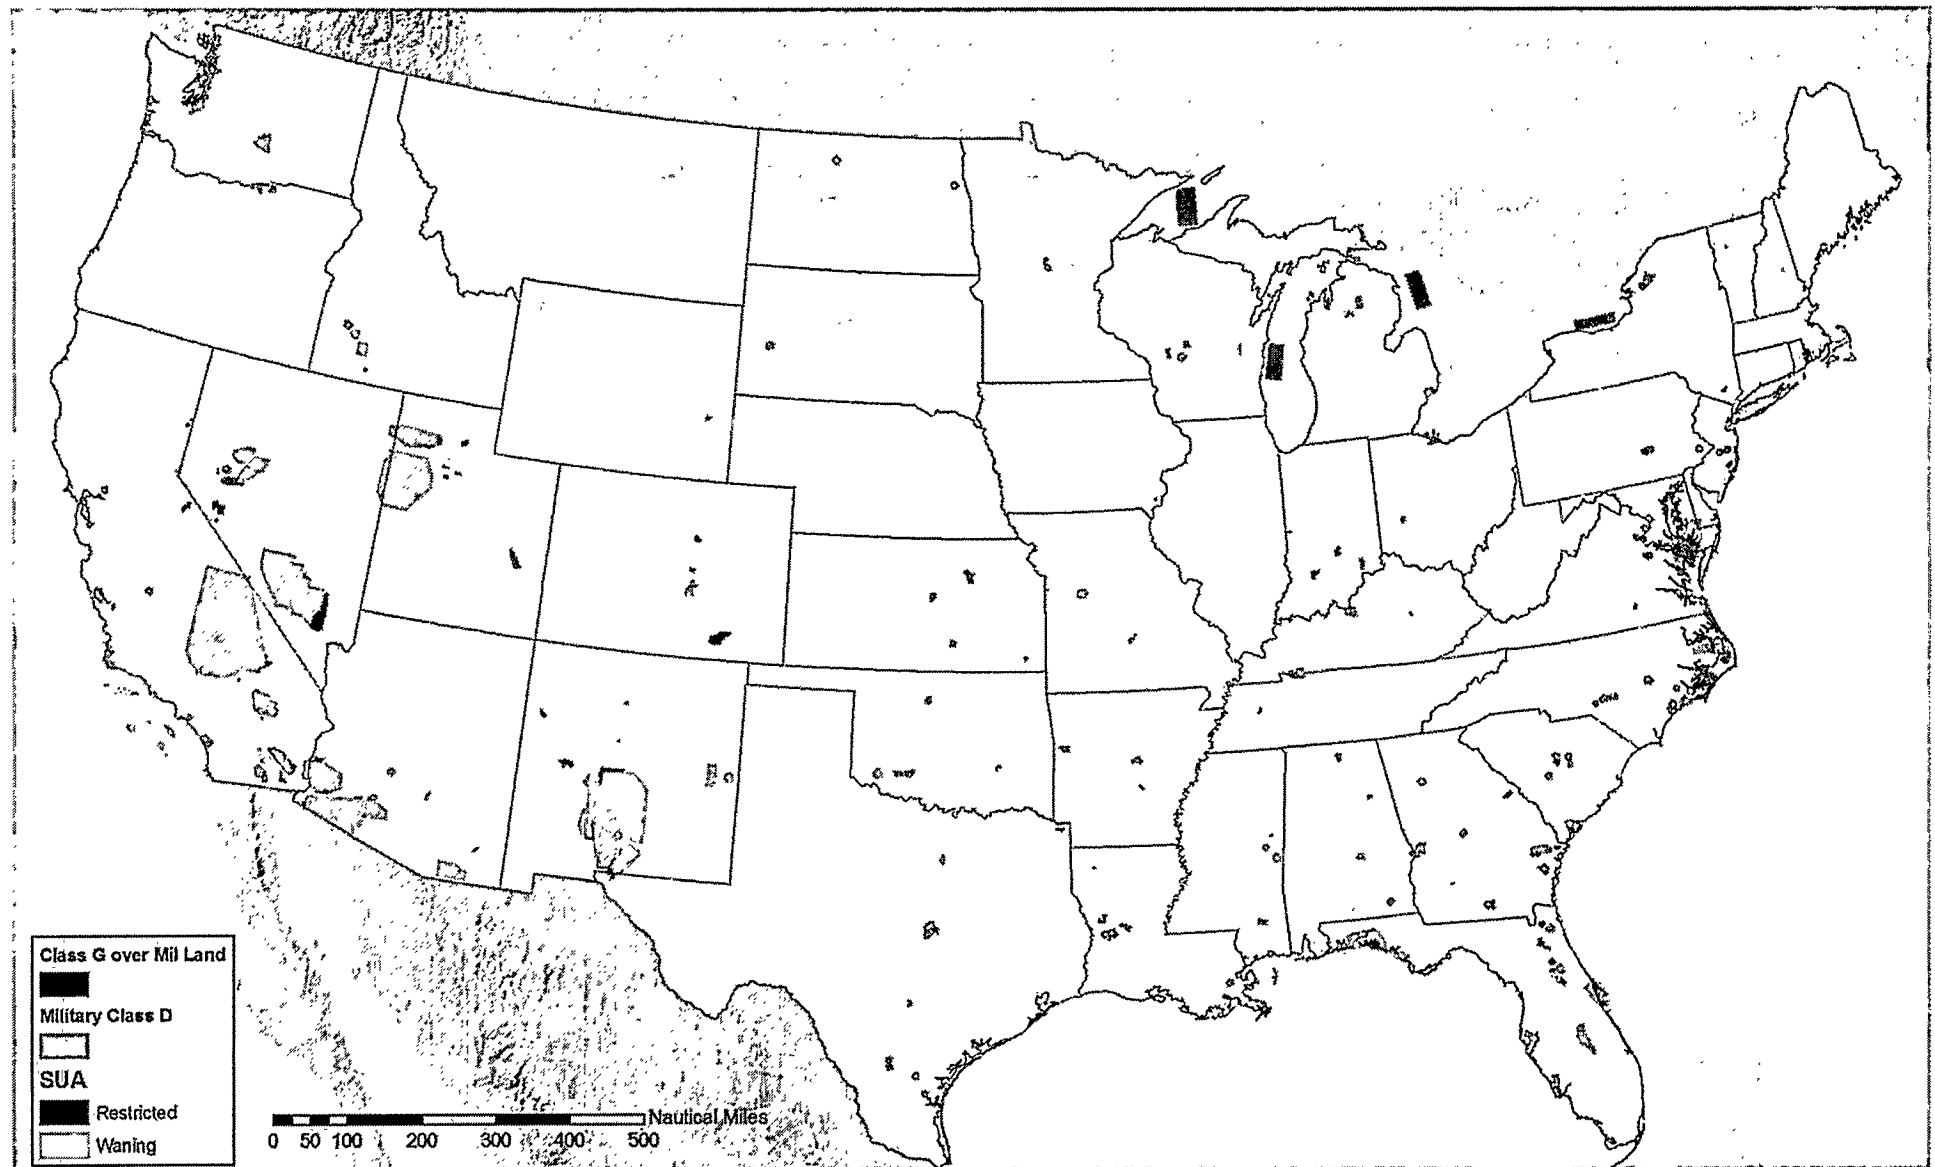 Class G over Mil Land
Military Class D
SUA
Restricted
Waning
Nautical Miles
0 50 100 200 300 400 500